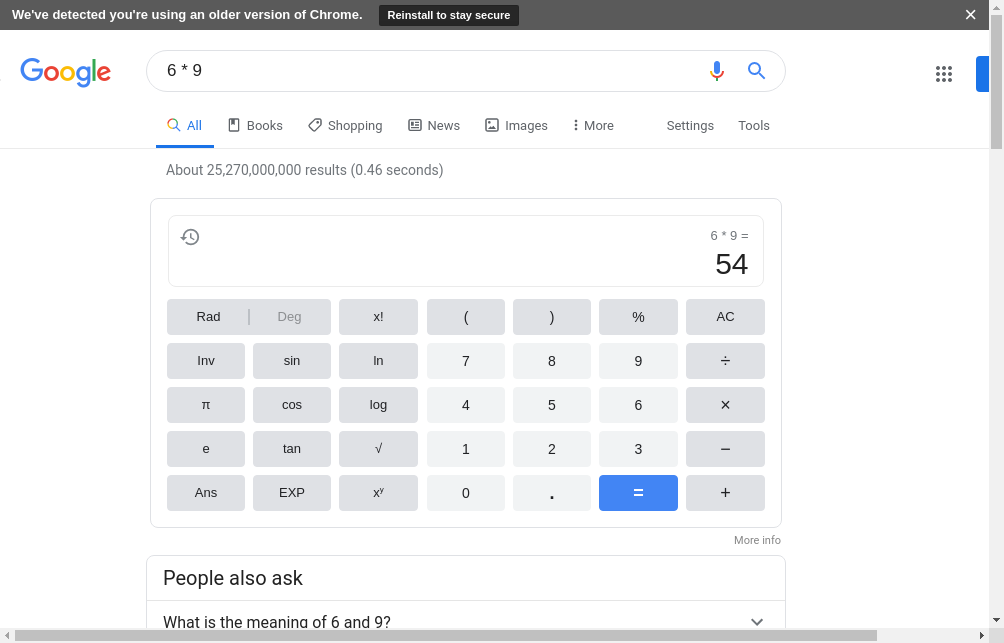 We've detected you're using an older version of Chrome. Reinstall to stay secure
Google
6 * 9
All Books Shopping News Images More Settings Tools
About 25,270,000,000 results (0.46 seconds)
6 * 9 =
54
Rad Deg x! ( ) % AC
Inv sin ln 7 8 9 ÷
π cos log 4 5 6 ×
e tan √ 1 2 3 −
Ans EXP xʸ 0 . = +
More info
People also ask
What is the meaning of 6 and 9?